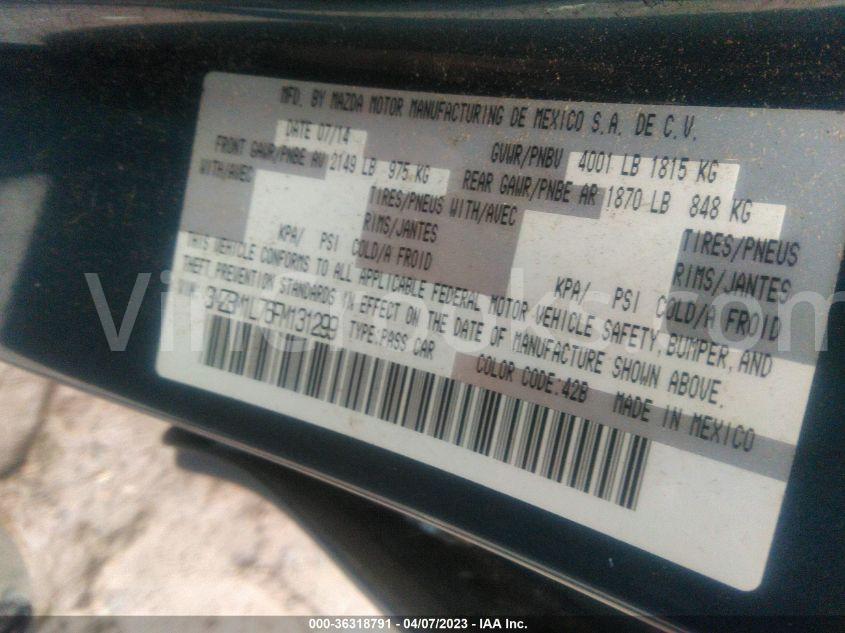 MFD. BY MAZDA MOTOR MANUFACTURING DE MEXICO S.A. DE C.V.
DATE 07/14 GVWR/PNBV 4001 LB 1815 KG
FRONT GAWR/PNBE AV 2149 LB 975 KG REAR GAWR/PNBE AR 1870 LB 848 KG
WITH/AVEC TIRES/PNEUS WITH/AVEC TIRES/PNEUS
RIMS/JANTES RIMS/JANTES
KPA/ PSI COLD/A FROID KPA/ PSI COLD/A FROID
THIS VEHICLE CONFORMS TO ALL APPLICABLE FEDERAL MOTOR VEHICLE SAFETY, BUMPER, AND
THEFT PREVENTION STANDARDS IN EFFECT ON THE DATE OF MANUFACTURE SHOWN ABOVE.
TYPE:PASS CAR COLOR CODE:42B MADE IN MEXICO
000-36318791 - 04/07/2023 - IAA Inc.